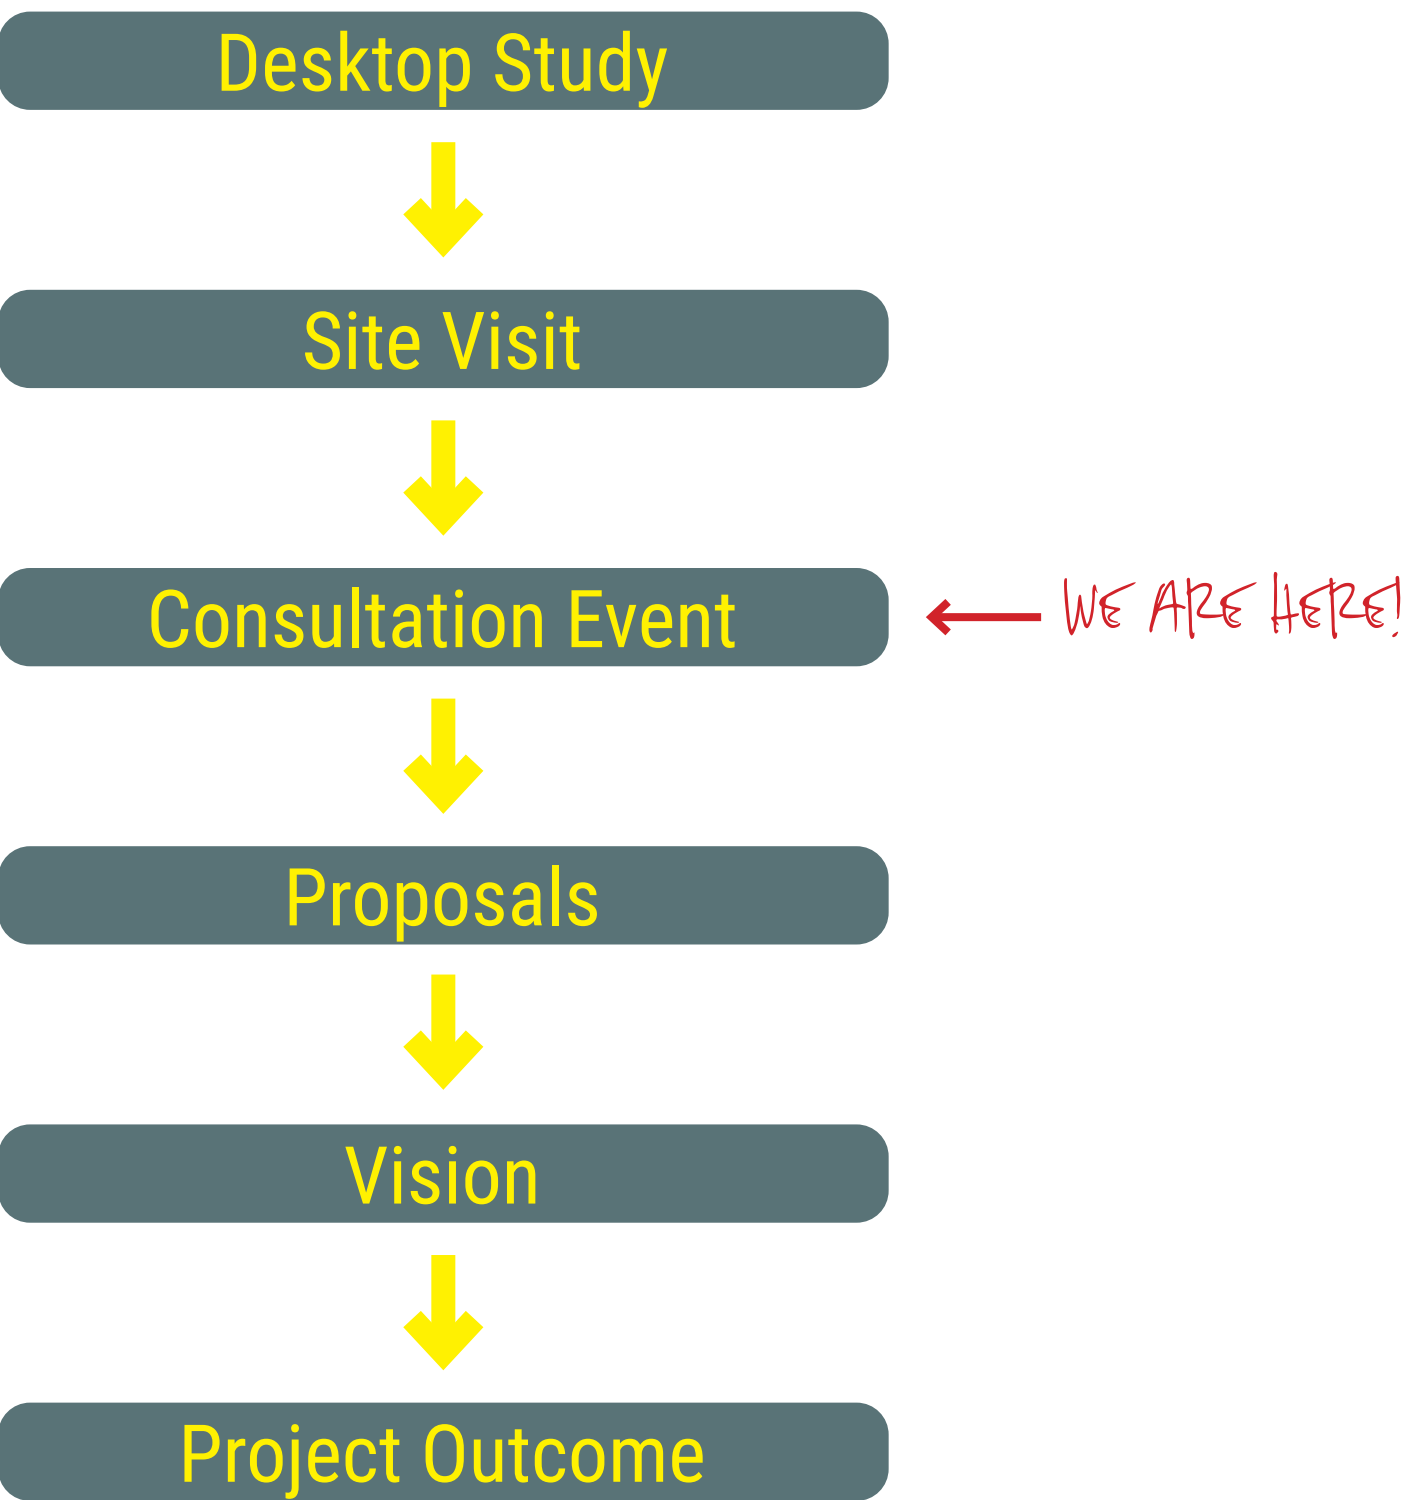 Desktop Study
Site Visit
Consultation Event
WE ARE HERE!
Proposals
Vision
Project Outcome